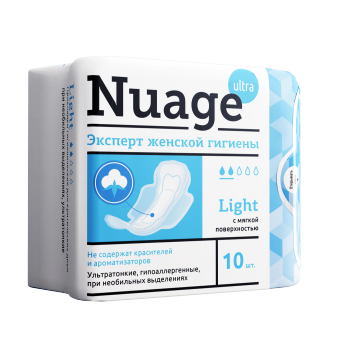 Nuage
ultra
Эксперт женской гигиены
Light
с мягкой
поверхностью
Не содержат красителей
и ароматизаторов
Ультратонкие, гипоаллергенные,
при необильных выделениях
10 шт.
Light